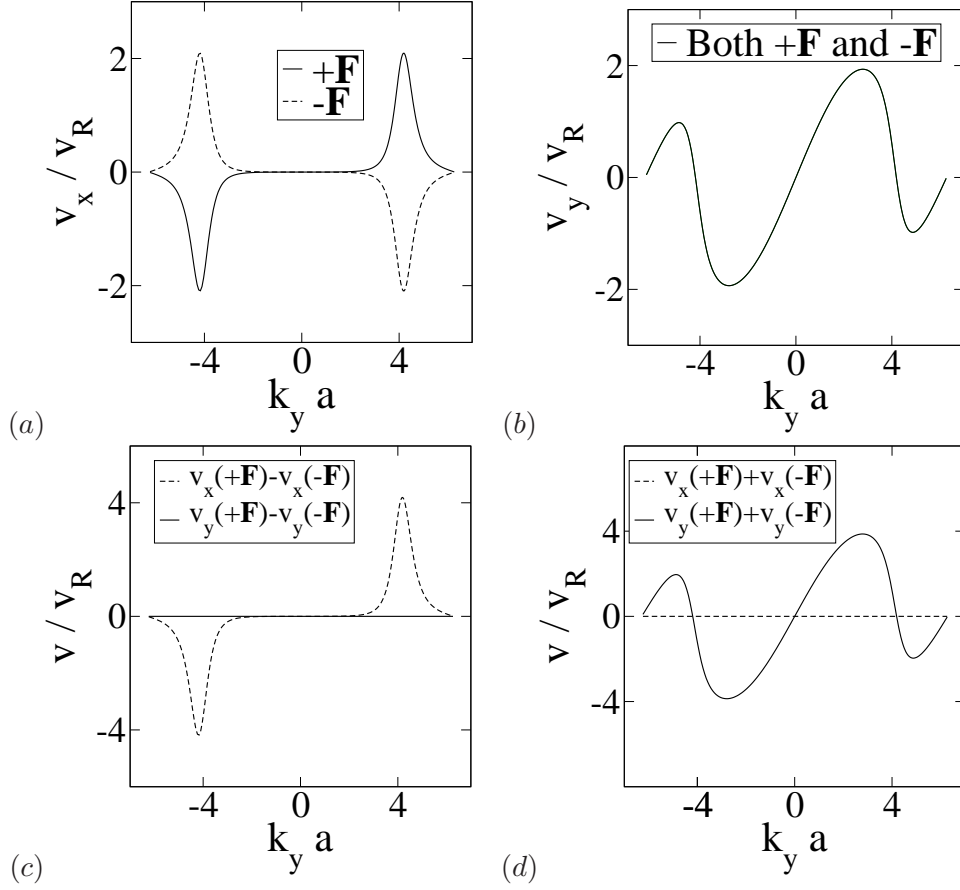 2
0
-2
-4
0
4
v_x / v_R
k_y a
+F
-F
(a)
2
0
-2
-4
0
4
v_y / v_R
k_y a
Both +F and -F
(b)
4
0
-4
-4
0
4
v / v_R
k_y a
v_x(+F)-v_x(-F)
v_y(+F)-v_y(-F)
(c)
4
0
-4
-4
0
4
v / v_R
k_y a
v_x(+F)+v_x(-F)
v_y(+F)+v_y(-F)
(d)